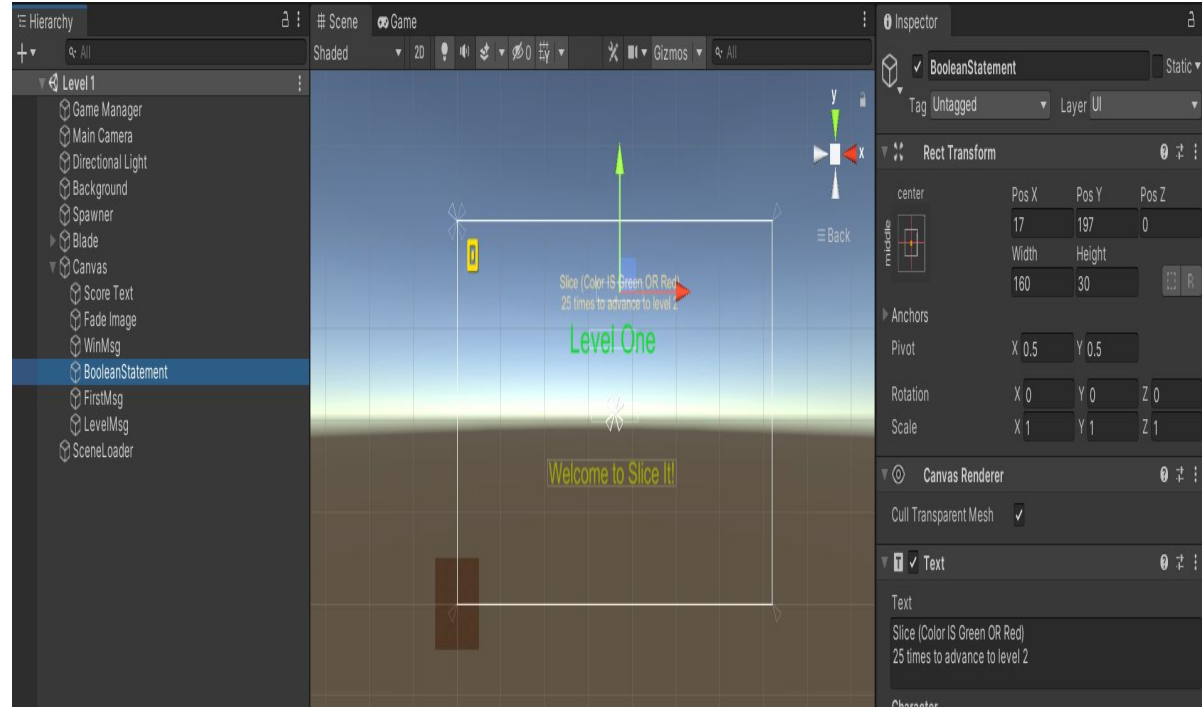 Hierarchy
All
Level 1
Game Manager
Main Camera
Directional Light
Background
Spawner
Blade
Canvas
Score Text
Fade Image
WinMsg
BooleanStatement
FirstMsg
LevelMsg
SceneLoader
Scene Game
Shaded 2D 0 Gizmos All
y
x
Back
0
Slice (Color IS Green OR Red)
25 times to advance to level 2
Level One
Welcome to Slice It!
Inspector
BooleanStatement Static
Tag Untagged Layer UI
Rect Transform
center Pos X Pos Y Pos Z
middle 17 197 0
Width Height
160 30 R
Anchors
Pivot X 0.5 Y 0.5
Rotation X 0 Y 0 Z 0
Scale X 1 Y 1 Z 1
Canvas Renderer
Cull Transparent Mesh
T Text
Text
Slice (Color IS Green OR Red)
25 times to advance to level 2
Character